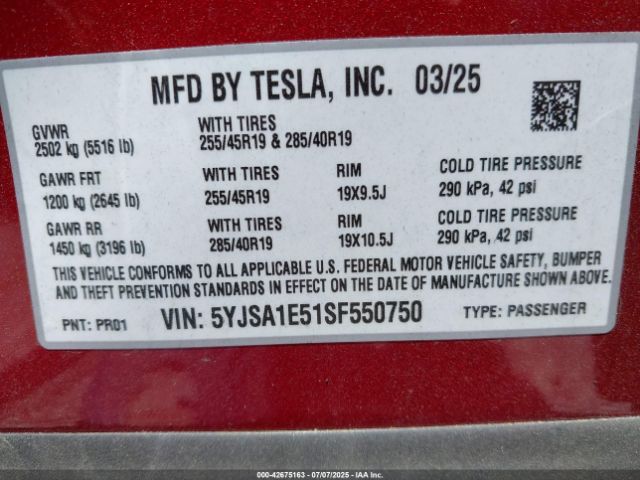 MFD BY TESLA, INC. 03/25
GVWR
2502 kg (5516 lb)
WITH TIRES
255/45R19 & 285/40R19
GAWR FRT
1200 kg (2645 lb)
WITH TIRES
255/45R19
RIM
19X9.5J
COLD TIRE PRESSURE
290 kPa, 42 psi
GAWR RR
1450 kg (3196 lb)
WITH TIRES
285/40R19
RIM
19X10.5J
COLD TIRE PRESSURE
290 kPa, 42 psi
THIS VEHICLE CONFORMS TO ALL APPLICABLE U.S. FEDERAL MOTOR VEHICLE SAFETY, BUMPER
AND THEFT PREVENTION STANDARDS IN EFFECT ON THE DATE OF MANUFACTURE SHOWN ABOVE.
PNT: PR01 VIN: 5YJSA1E51SF550750 TYPE: PASSENGER
000-42675163 | 07/07/2025 | IAA Inc.